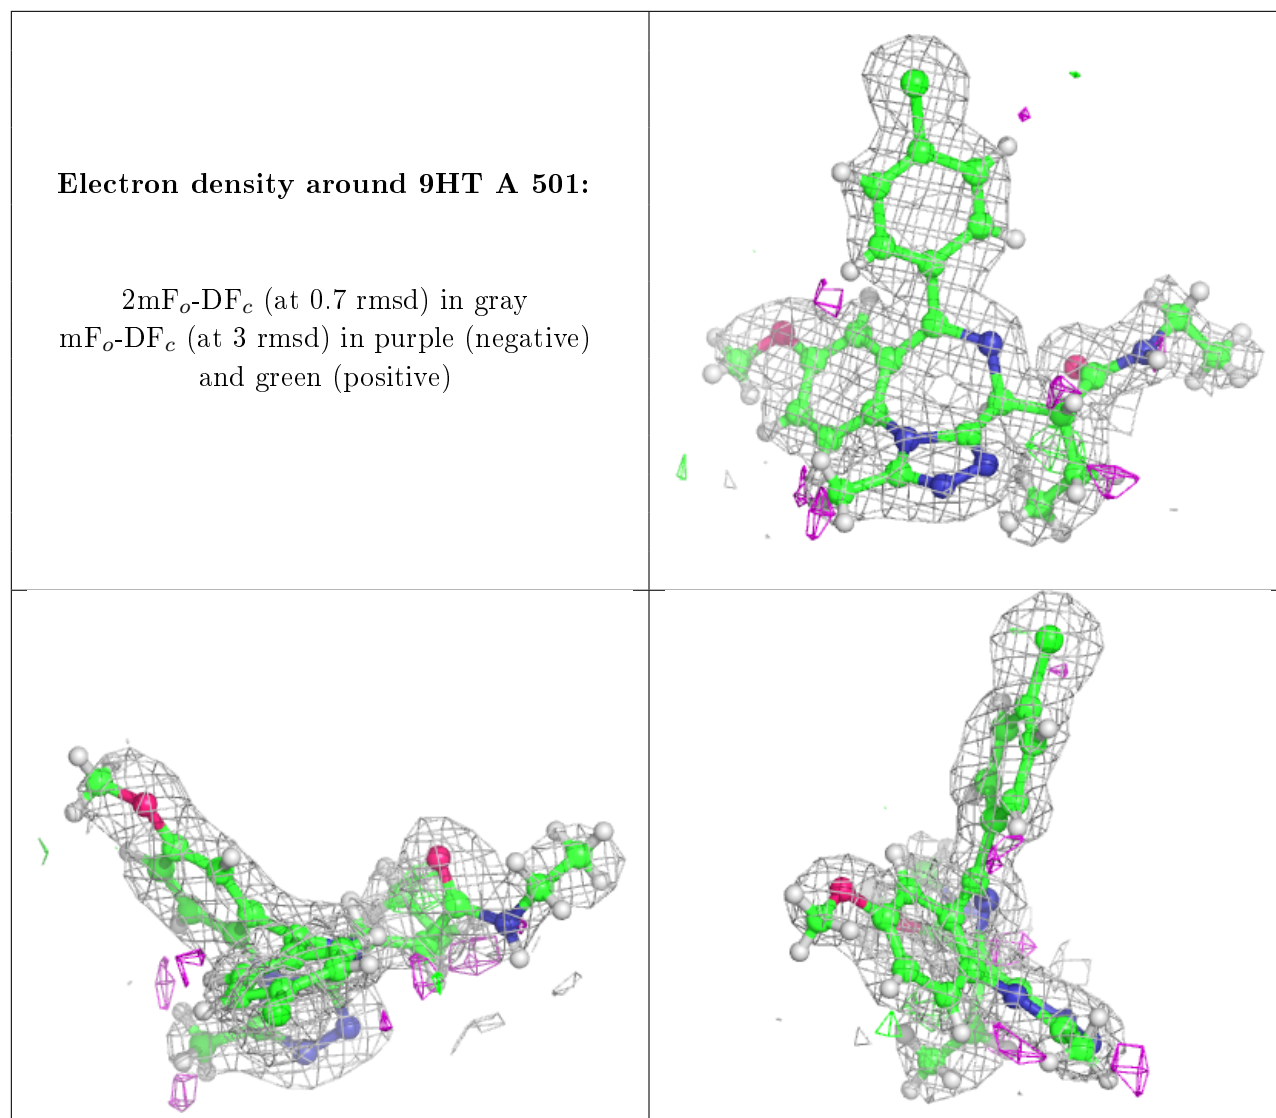 Electron density around 9HT A 501:
2mFo-DFc (at 0.7 rmsd) in gray
mFo-DFc (at 3 rmsd) in purple (negative)
and green (positive)